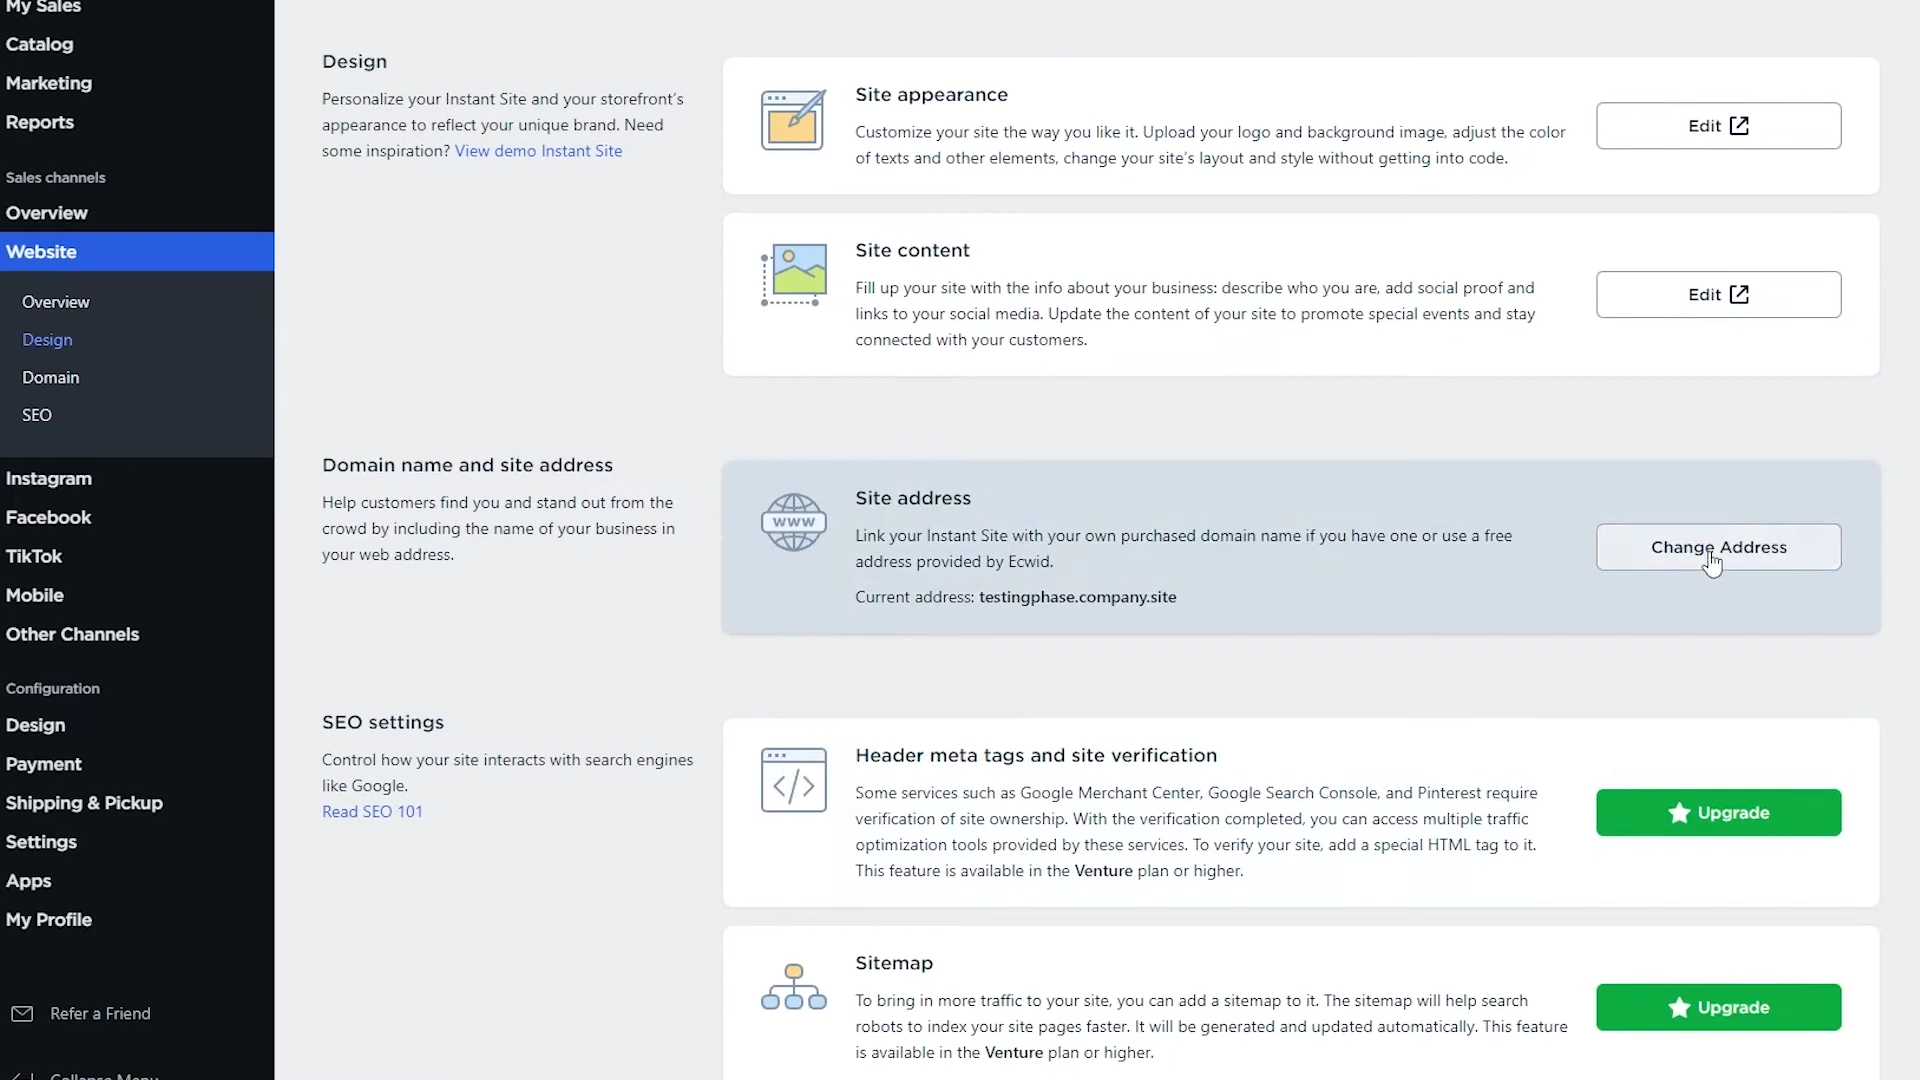 My Sales
Catalog
Marketing
Reports
Sales channels
Overview
Website
Overview
Design
Domain
SEO
Instagram
Facebook
TikTok
Mobile
Other Channels
Configuration
Design
Payment
Shipping & Pickup
Settings
Apps
My Profile
Refer a Friend
Collapse Menu
Design
Personalize your Instant Site and your storefront's
appearance to reflect your unique brand. Need
some inspiration? View demo Instant Site
Site appearance
Customize your site the way you like it. Upload your logo and background image, adjust the color
of texts and other elements, change your site's layout and style without getting into code.
Edit
Site content
Fill up your site with the info about your business: describe who you are, add social proof and
links to your social media. Update the content of your site to promote special events and stay
connected with your customers.
Edit
Domain name and site address
Help customers find you and stand out from the
crowd by including the name of your business in
your web address.
WWW
Site address
Link your Instant Site with your own purchased domain name if you have one or use a free
address provided by Ecwid.
Current address: testingphase.company.site
Change Address
SEO settings
Control how your site interacts with search engines
like Google.
Read SEO 101
</>
Header meta tags and site verification
Some services such as Google Merchant Center, Google Search Console, and Pinterest require
verification of site ownership. With the verification completed, you can access multiple traffic
optimization tools provided by these services. To verify your site, add a special HTML tag to it.
This feature is available in the Venture plan or higher.
Upgrade
Sitemap
To bring in more traffic to your site, you can add a sitemap to it. The sitemap will help search
robots to index your site pages faster. It will be generated and updated automatically. This feature
is available in the Venture plan or higher.
Upgrade